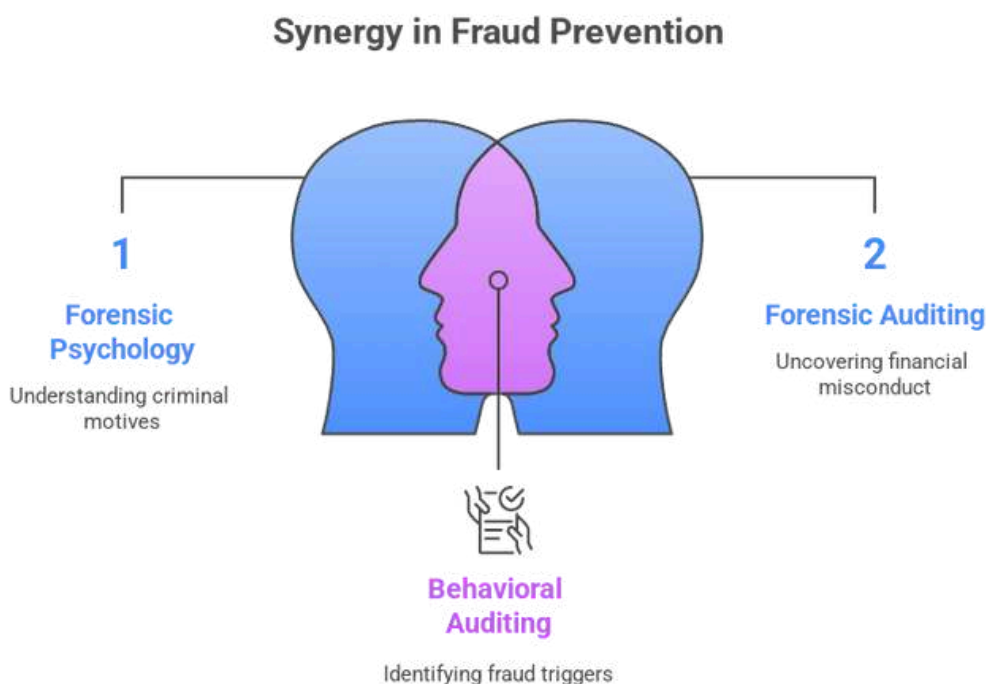 Synergy in Fraud Prevention
1
Forensic
Psychology
Understanding criminal
motives
2
Forensic Auditing
Uncovering financial
misconduct
Behavioral
Auditing
Identifying fraud triggers